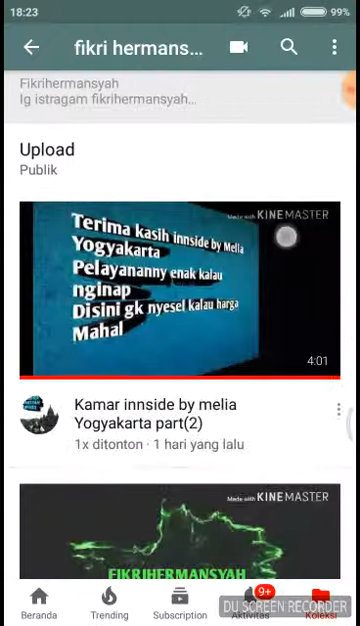 18:23
99%
fikri hermans...
Fikrihermansyah
Ig istragam fikrihermansyah...
Upload
Publik
Made with KINEMASTER
Terima kasih innside by Melia
Yogyakarta
Pelayananny enak kalau
nginap
Disini gk nyesel kalau harga
Mahal
4:01
Kamar innside by melia
Yogyakarta part(2)
1x ditonton · 1 hari yang lalu
Made with KINEMASTER
FIKRIHERMANSYAH
9+
DU SCREEN RECORDER
Beranda Trending Subscription Aktivitas Koleksi